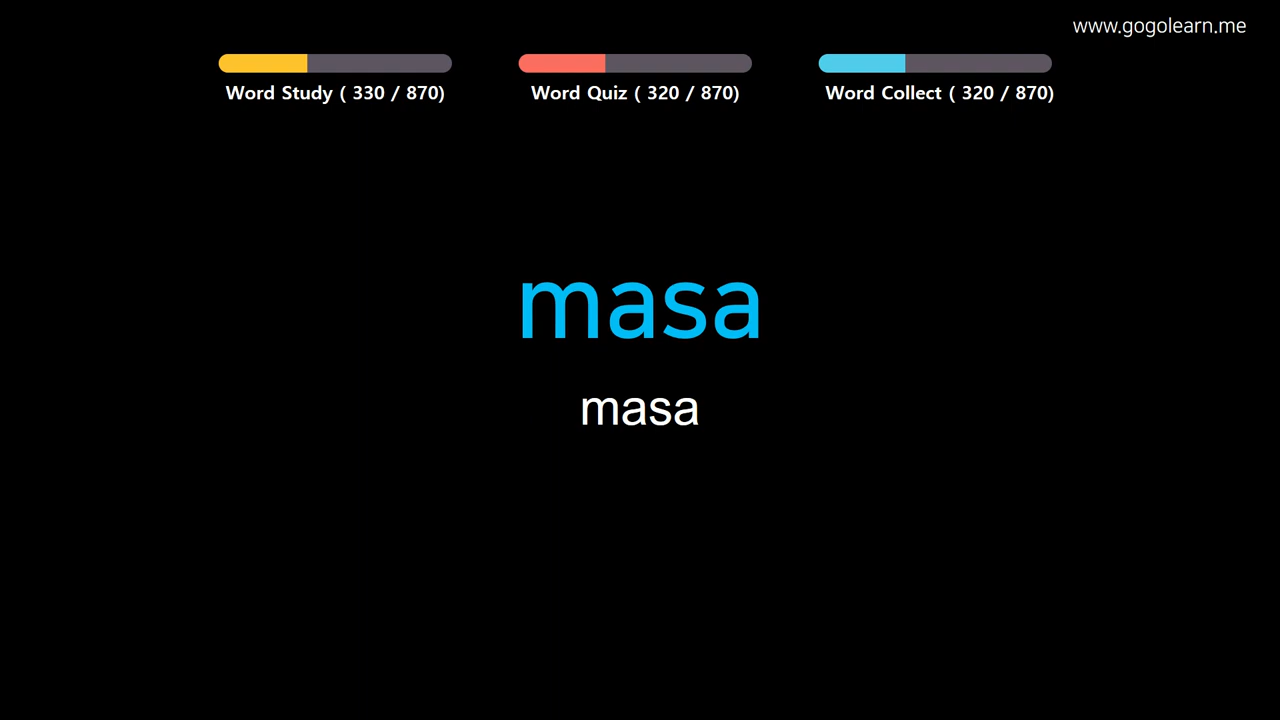 www.gogolearn.me
Word Study ( 330 / 870)
Word Quiz ( 320 / 870)
Word Collect ( 320 / 870)
masa
masa